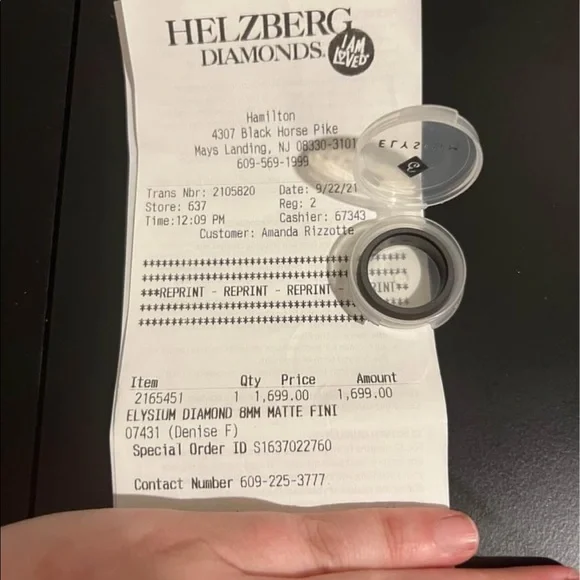 HELZBERG
DIAMONDS.
I AM
LOVED
Hamilton
4307 Black Horse Pike
Mays Landing, NJ 08330-3101
609-569-1999
ELYSIUM
Trans Nbr: 2105820 Date: 9/22/21
Store: 637 Reg: 2
Time:12:09 PM Cashier: 67343
Customer: Amanda Rizzotte
***REPRINT - REPRINT - REPRINT - PRINT**
Item Qty Price Amount
2165451 1 1,699.00 1,699.00
ELYSIUM DIAMOND 8MM MATTE FINI
07431 (Denise F)
Special Order ID S1637022760
Contact Number 609-225-3777